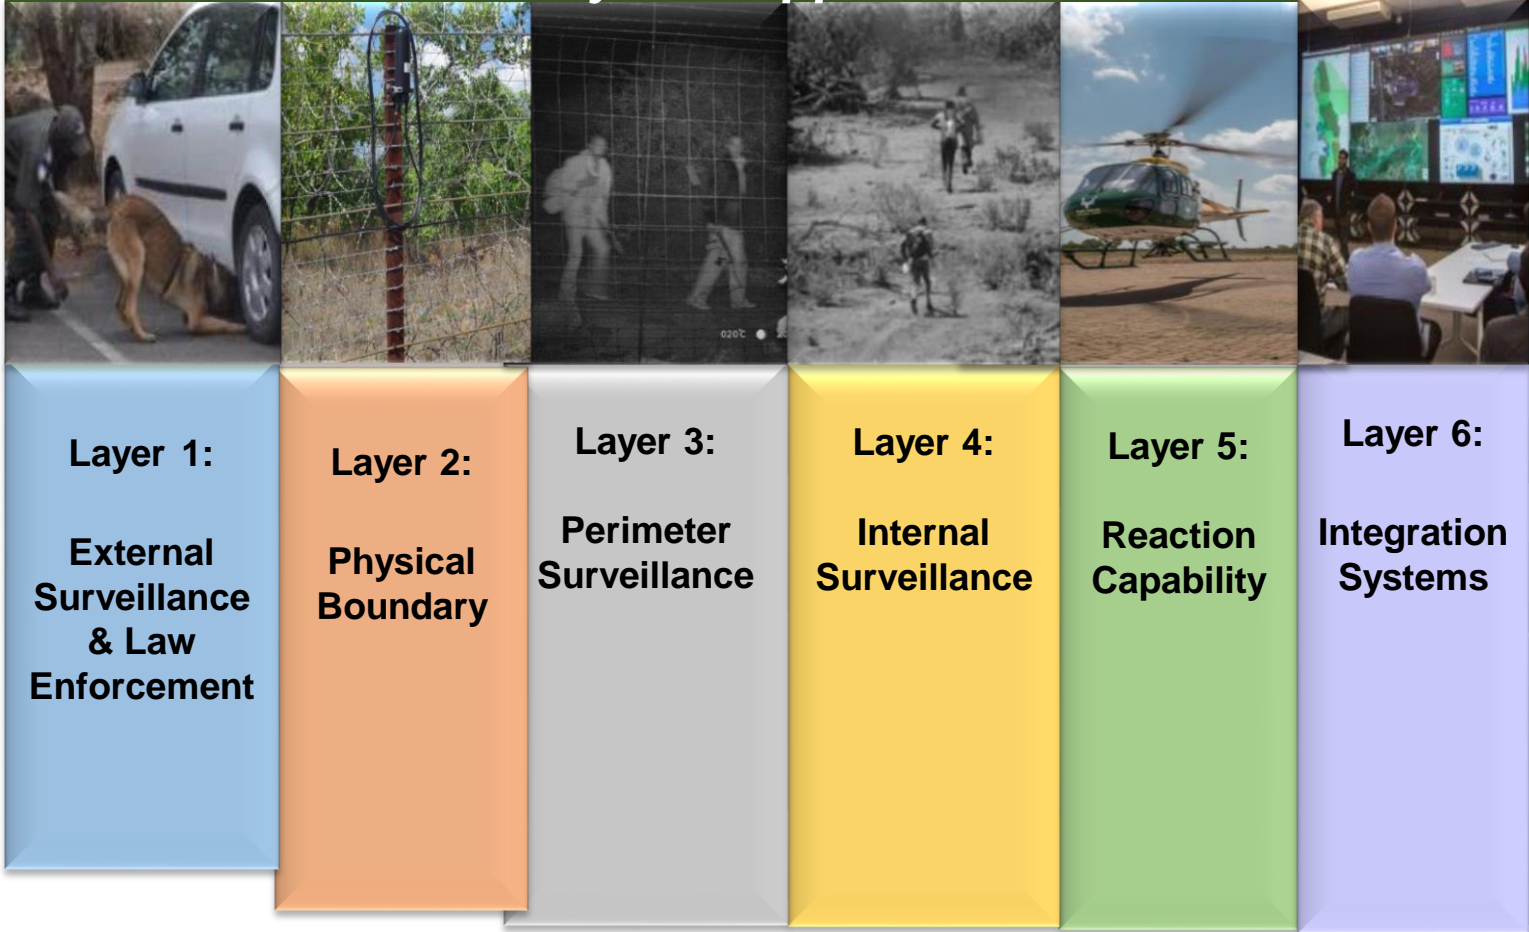 Layer 1:
External
Surveillance
& Law
Enforcement
Layer 2:
Physical
Boundary
Layer 3:
Perimeter
Surveillance
Layer 4:
Internal
Surveillance
Layer 5:
Reaction
Capability
Layer 6:
Integration
Systems
020℃